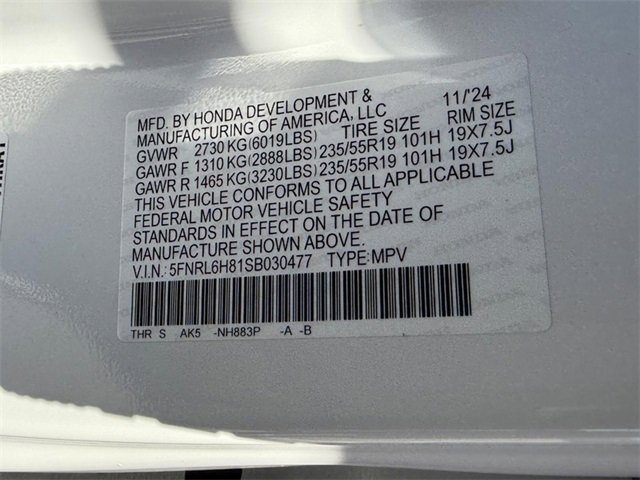 MFD. BY HONDA DEVELOPMENT & 11/'24
MANUFACTURING OF AMERICA, LLC
GVWR 2730 KG(6019LBS) TIRE SIZE RIM SIZE
GAWR F 1310 KG(2888LBS) 235/55R19 101H 19X7.5J
GAWR R 1465 KG(3230LBS) 235/55R19 101H 19X7.5J
THIS VEHICLE CONFORMS TO ALL APPLICABLE
FEDERAL MOTOR VEHICLE SAFETY
STANDARDS IN EFFECT ON THE DATE OF
MANUFACTURE SHOWN ABOVE.
V.I.N.: 5FNRL6H81SB030477 TYPE:MPV
THR S AK5 -NH883P -A -B